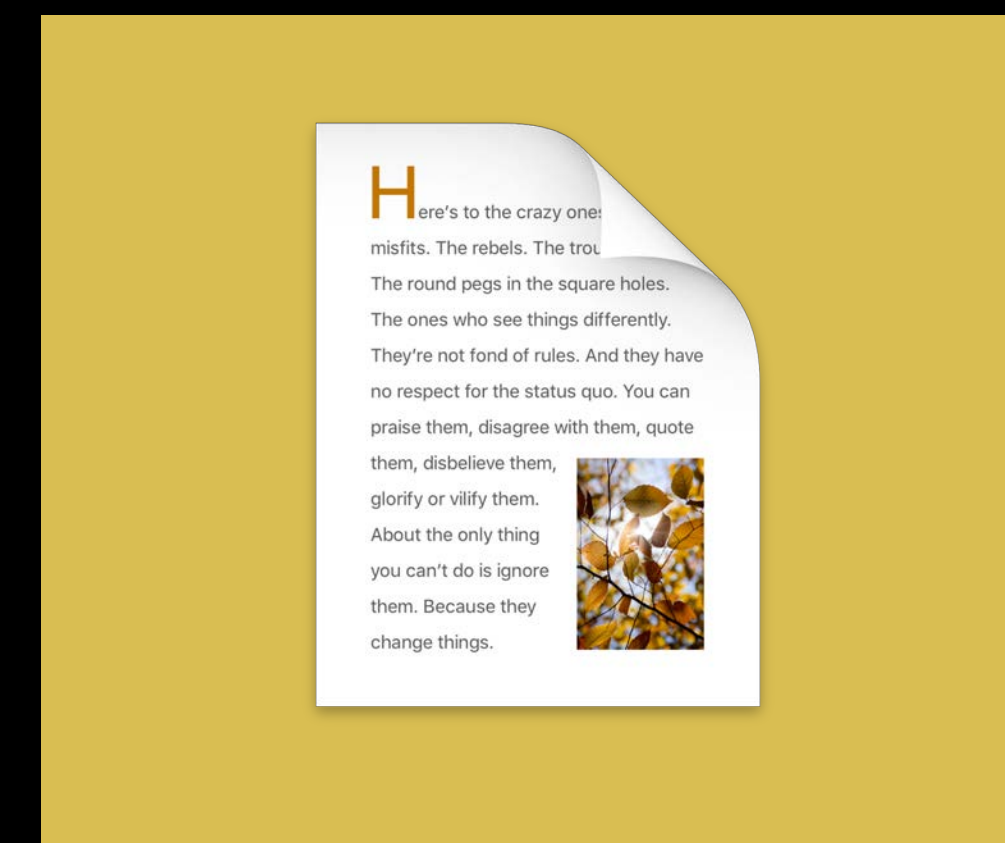 Here’s to the crazy
misfits. The rebels. The
The round pegs in the square holes.
The ones who see things differently.
They’re not fond of rules. And they have
no respect for the status quo. You can
praise them, disagree with them, quote
them, disbelieve them,
glorify or vilify them.
About the only thing
you can’t do is ignore
them. Because they
change things.